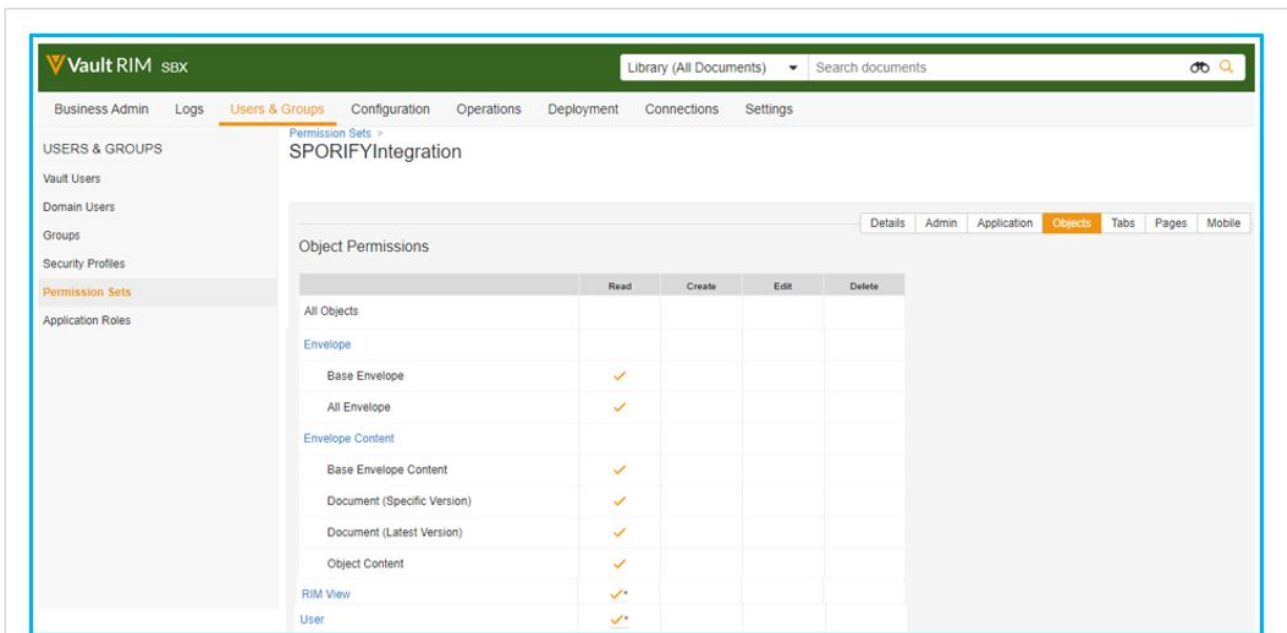 Vault RIM SBX
Library (All Documents) Search documents
Business Admin Logs Users & Groups Configuration Operations Deployment Connections Settings
USERS & GROUPS
Vault Users
Domain Users
Groups
Security Profiles
Permission Sets
Application Roles
Permission Sets >
SPORIFYIntegration
Details Admin Application Objects Tabs Pages Mobile
Object Permissions
Read Create Edit Delete
All Objects
Envelope
Base Envelope ✓
All Envelope ✓
Envelope Content
Base Envelope Content ✓
Document (Specific Version) ✓
Document (Latest Version) ✓
Object Content ✓
RIM View ✓*
User ✓*